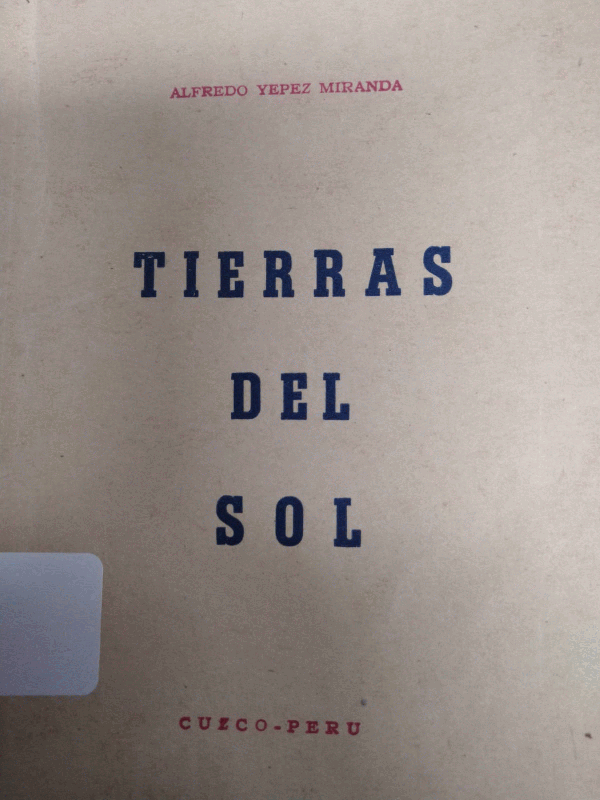 ALFREDO YEPEZ MIRANDA
TIERRAS
DEL
SOL
CUZCO-PERU